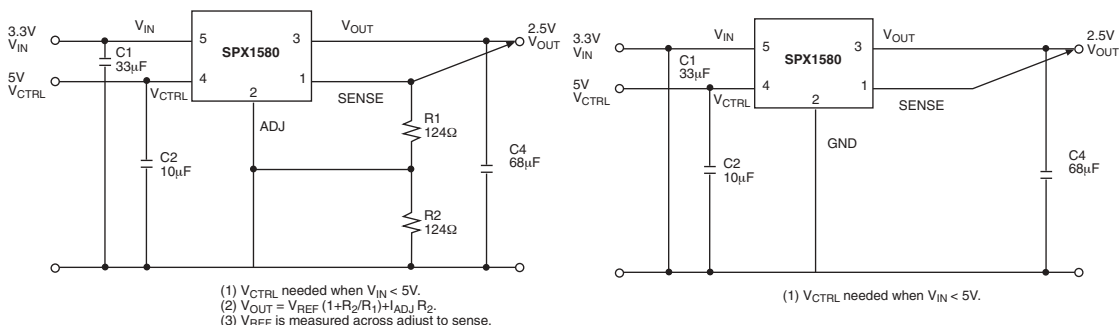 3.3V
V_IN
V_IN
5
SPX1580
3
V_OUT
2.5V
V_OUT
C1
33µF
5V
V_CTRL
V_CTRL
4
1
SENSE
2
ADJ
R1
124Ω
C2
10µF
C4
68µF
R2
124Ω
(1) V_CTRL needed when V_IN < 5V.
(2) V_OUT = V_REF (1+R_2/R_1)+I_ADJ R_2.
(3) V_REF is measured across adjust to sense.
3.3V
V_IN
V_IN
5
SPX1580
3
V_OUT
2.5V
V_OUT
C1
33µF
5V
V_CTRL
V_CTRL
4
1
SENSE
2
GND
C2
10µF
C4
68µF
(1) V_CTRL needed when V_IN < 5V.